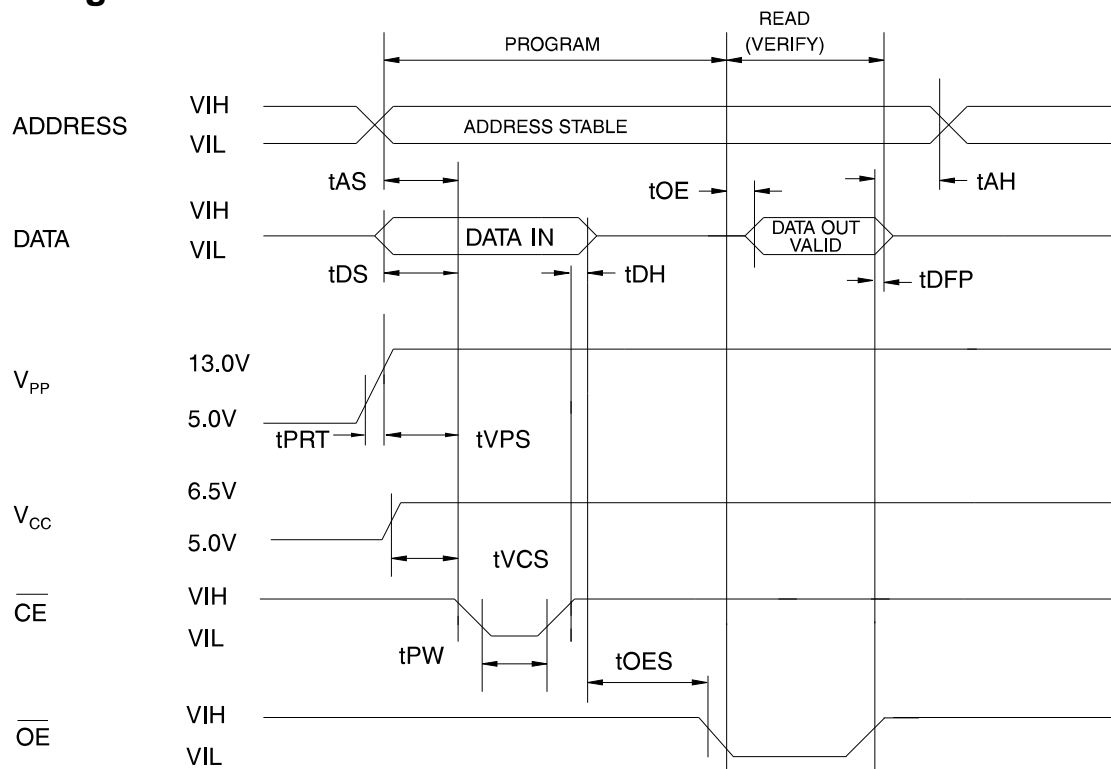 READ
PROGRAM (VERIFY)
VIH
ADDRESS ADDRESS STABLE
VIL
tAS tOE tAH
VIH
DATA DATA IN DATA OUT
VIL VALID
tDS tDH tDFP
13.0V
VPP
5.0V
tPRT tVPS
6.5V
VCC
5.0V
tVCS
VIH
CE
VIL
tPW tOES
VIH
OE
VIL